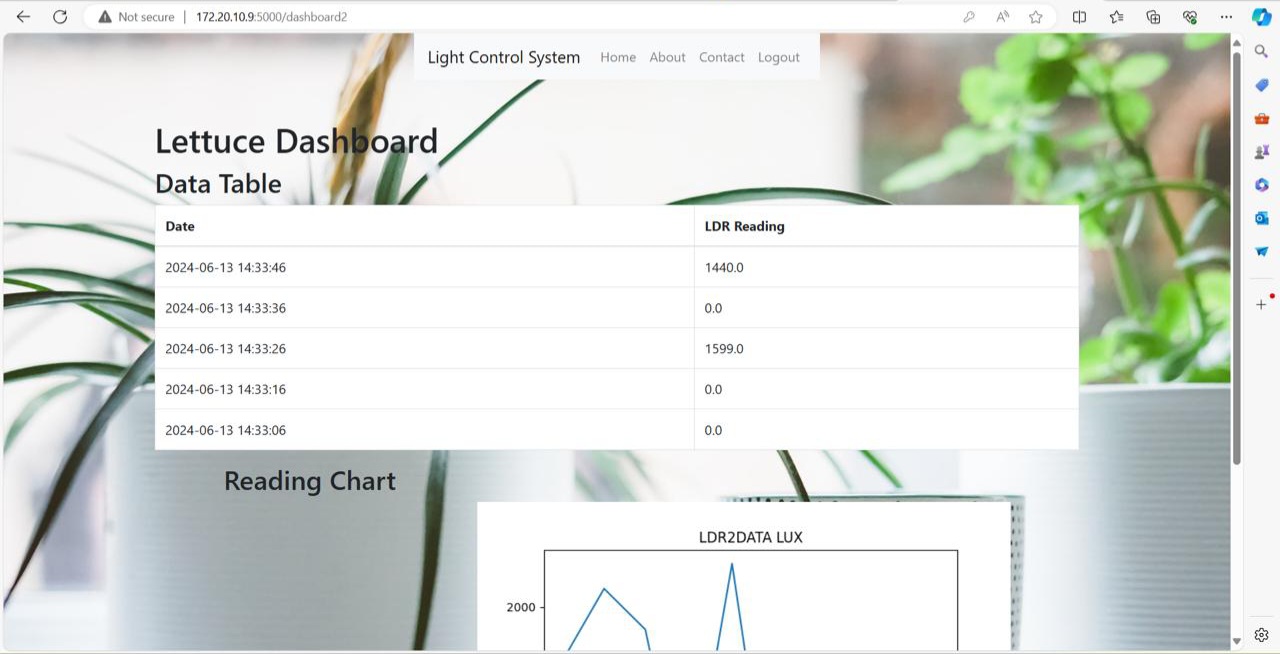 Not secure | 172.20.10.9:5000/dashboard2
Light Control System Home About Contact Logout
Lettuce Dashboard
Data Table
Date LDR Reading
2024-06-13 14:33:46 1440.0
2024-06-13 14:33:36 0.0
2024-06-13 14:33:26 1599.0
2024-06-13 14:33:16 0.0
2024-06-13 14:33:06 0.0
Reading Chart
LDR2DATA LUX
2000